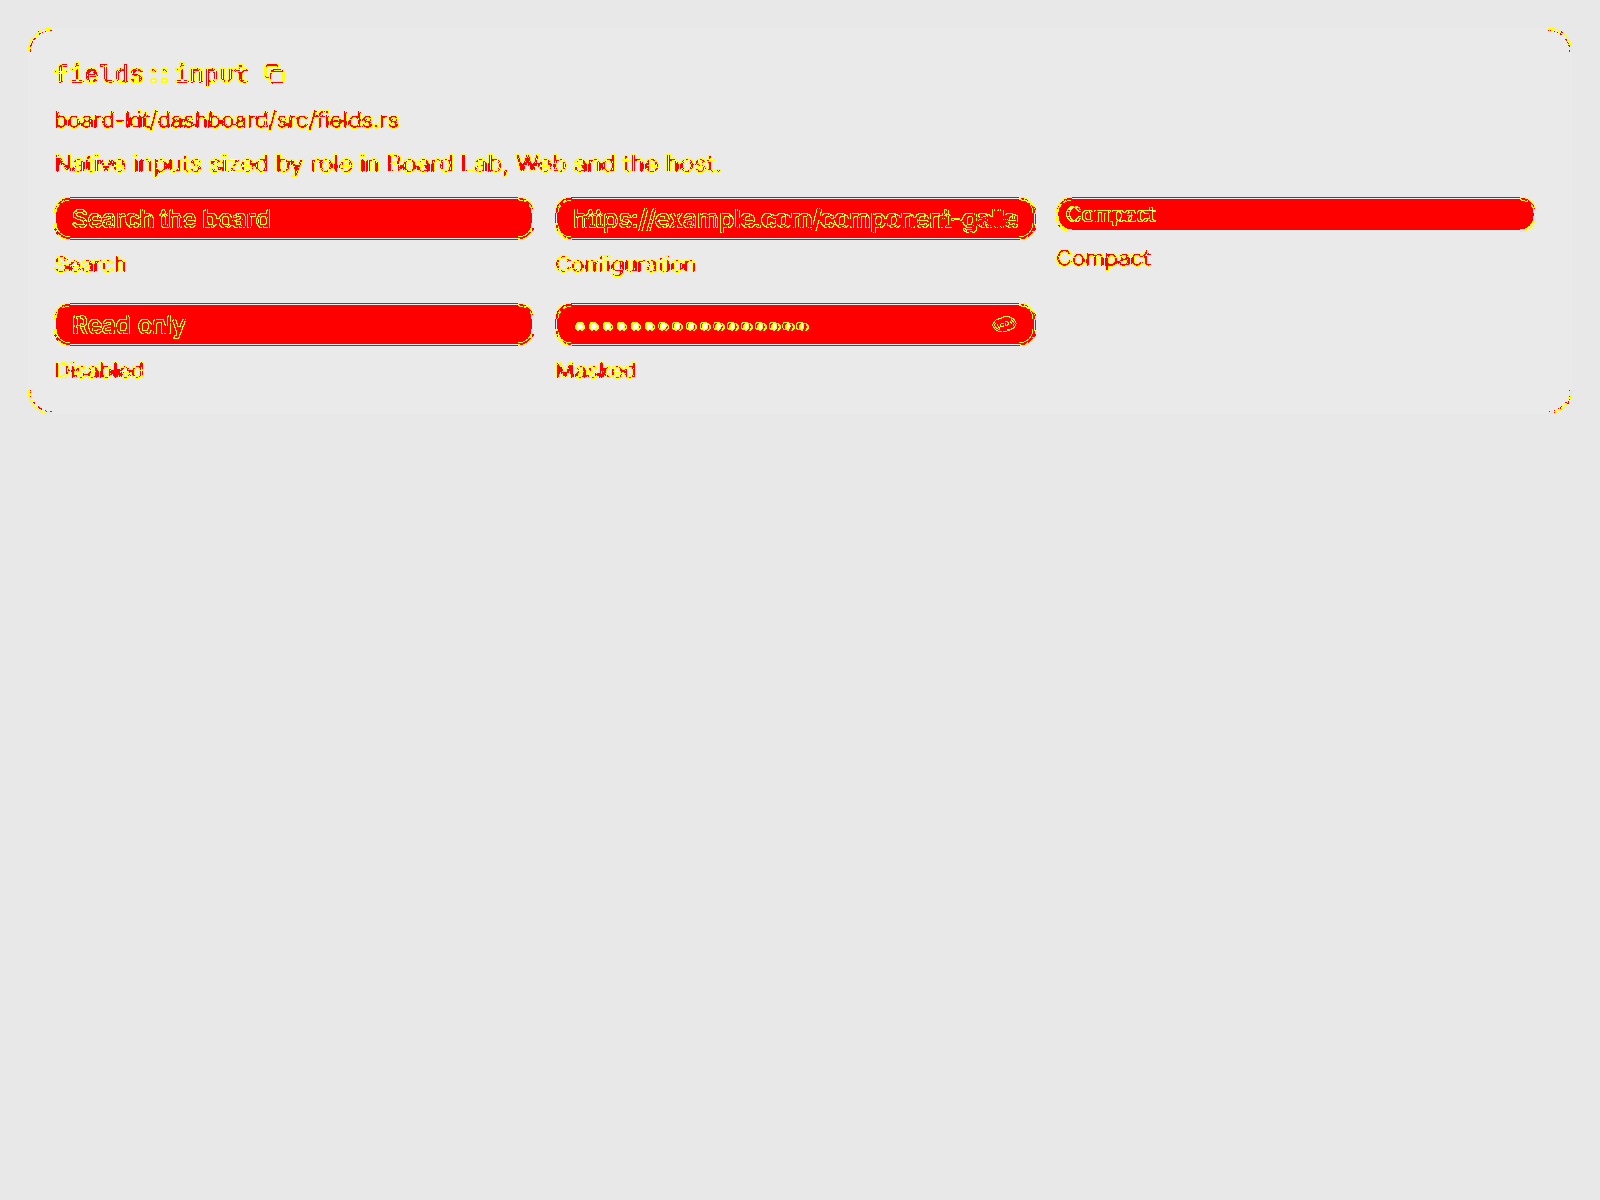 fields::input
board-kit/dashboard/src/fields.rs
Native inputs sized by role in Board Lab, Web and the host.
Search the board
https://example.com/component-galle
Compact
Search
Configuration
Compact
Read only
Disabled
Masked